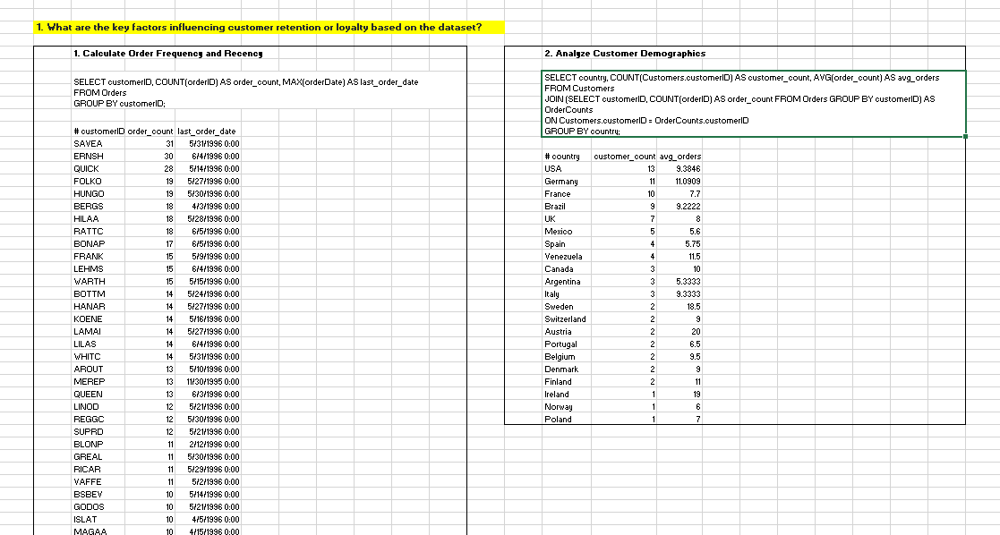 1. What are the key factors influencing customer retention or loyalty based on the dataset?
1. Calculate Order Frequency and Recency
SELECT customerID, COUNT(orderID) AS order_count, MAX(orderDate) AS last_order_date
FROM Orders
GROUP BY customerID;
# customerID order_count last_order_date
SAVEA 31 5/31/1996 0:00
ERNSH 30 6/4/1996 0:00
QUICK 28 5/14/1996 0:00
FOLKO 19 5/27/1996 0:00
HUNGO 19 5/30/1996 0:00
BERGS 18 4/3/1996 0:00
HILAA 18 5/28/1996 0:00
RATTC 18 6/5/1996 0:00
BONAP 17 6/5/1996 0:00
FRANK 15 5/9/1996 0:00
LEHMS 15 6/4/1996 0:00
WARTH 15 5/15/1996 0:00
BOTTM 14 5/24/1996 0:00
HANAR 14 5/27/1996 0:00
KOENE 14 5/16/1996 0:00
LAMAI 14 5/27/1996 0:00
LILAS 14 6/4/1996 0:00
WHITC 14 5/31/1996 0:00
AROUT 13 5/10/1996 0:00
MEREP 13 11/30/1995 0:00
QUEEN 13 6/3/1996 0:00
LINOD 12 5/21/1996 0:00
REGGC 12 5/30/1996 0:00
SUPRD 12 5/21/1996 0:00
BLONP 11 2/12/1996 0:00
GREAL 11 5/30/1996 0:00
RICAR 11 5/29/1996 0:00
VAFFE 11 5/2/1996 0:00
BSBEV 10 5/14/1996 0:00
GODOS 10 5/21/1996 0:00
ISLAT 10 4/5/1996 0:00
MAGAA 10 4/15/1996 0:00
2. Analyze Customer Demographics
SELECT country, COUNT(Customers.customerID) AS customer_count, AVG(order_count) AS avg_orders
FROM Customers
JOIN (SELECT customerID, COUNT(orderID) AS order_count FROM Orders GROUP BY customerID) AS
OrderCounts
ON Customers.customerID = OrderCounts.customerID
GROUP BY country;
# country customer_count avg_orders
USA 13 9.3846
Germany 11 11.0909
France 10 7.7
Brazil 9 9.2222
UK 7 8
Mexico 5 5.6
Spain 4 5.75
Venezuela 4 11.5
Canada 3 10
Argentina 3 5.3333
Italy 3 9.3333
Sweden 2 18.5
Switzerland 2 9
Austria 2 20
Portugal 2 6.5
Belgium 2 9.5
Denmark 2 9
Finland 2 11
Ireland 1 19
Norway 1 6
Poland 1 7